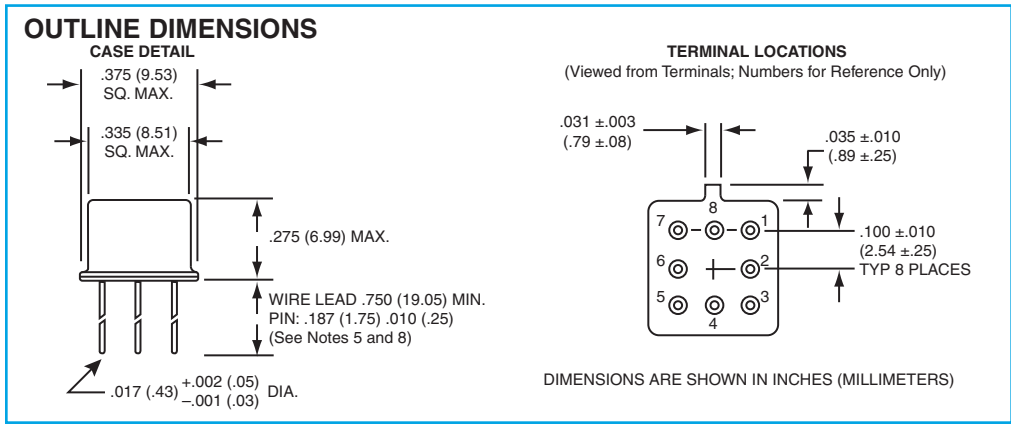 OUTLINE DIMENSIONS
CASE DETAIL
.375 (9.53)
SQ. MAX.
.335 (8.51)
SQ. MAX.
.275 (6.99) MAX.
WIRE LEAD .750 (19.05) MIN.
PIN: .187 (1.75) .010 (.25)
(See Notes 5 and 8)
.017 (.43) +.002 (.05) DIA.
–.001 (.03)
TERMINAL LOCATIONS
(Viewed from Terminals; Numbers for Reference Only)
.031 ±.003
(.79 ±.08)
.035 ±.010
(.89 ±.25)
8
7
1
6
2
5
3
4
.100 ±.010
(2.54 ±.25)
TYP 8 PLACES
DIMENSIONS ARE SHOWN IN INCHES (MILLIMETERS)